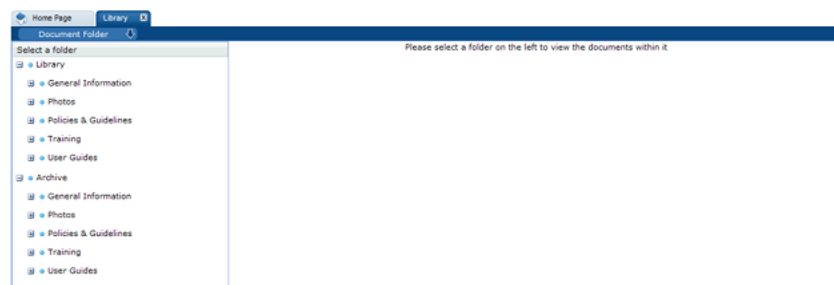 Home Page Library
Document Folder
Select a folder
Please select a folder on the left to view the documents within it
Library
General Information
Photos
Policies & Guidelines
Training
User Guides
Archive
General Information
Photos
Policies & Guidelines
Training
User Guides